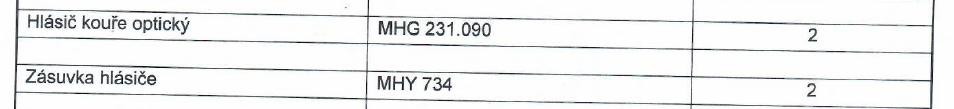 Hlásič kouře optický MHG 231.090 2
Zásuvka hlásiče MHY 734 2